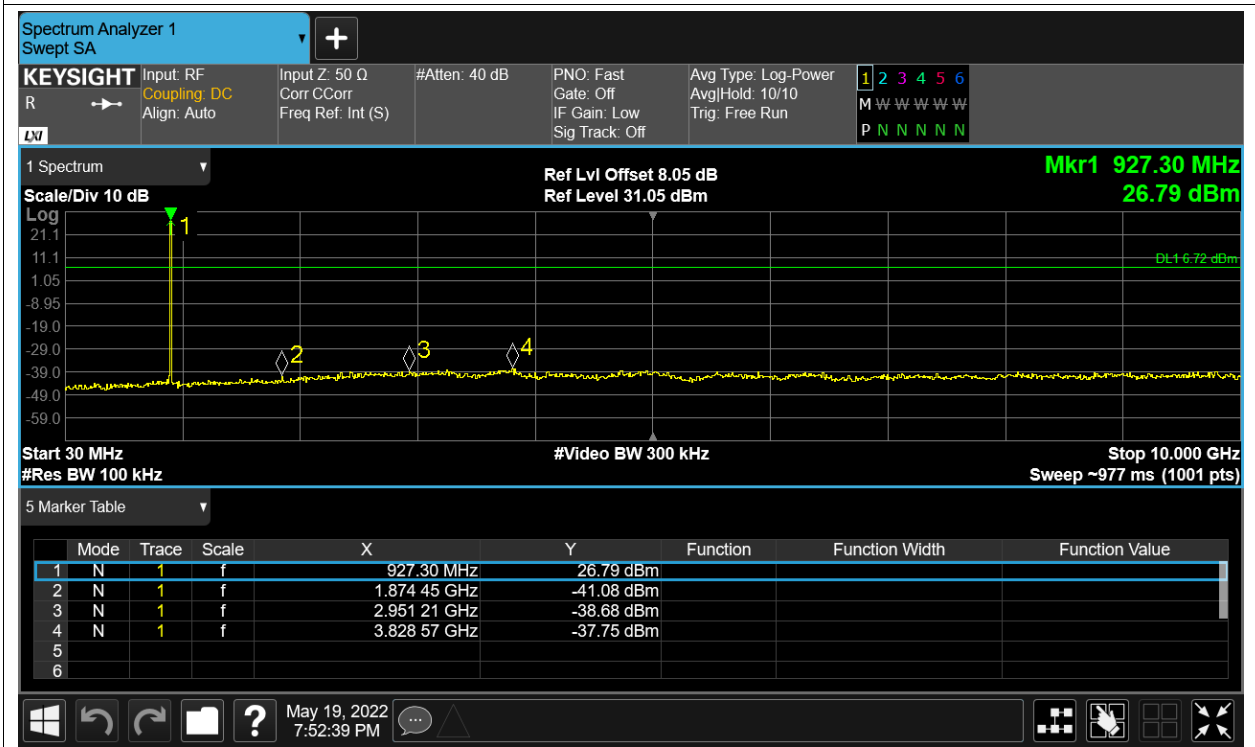 Spectrum Analyzer 1
Swept SA
KEYSIGHT Input: RF Input Z: 50 Ω #Atten: 40 dB PNO: Fast Avg Type: Log-Power 1 2 3 4 5 6
R Coupling: DC Corr CCorr Gate: Off Avg|Hold: 10/10 M W W W W W
Align: Auto Freq Ref: Int (S) IF Gain: Low Trig: Free Run
LXI Sig Track: Off P N N N N N
1 Spectrum Ref Lvl Offset 8.05 dB Mkr1 927.30 MHz
Scale/Div 10 dB Ref Level 31.05 dBm 26.79 dBm
Log
1
21.1
11.1 DL1 6.72 dBm
1.05
-8.95
-19.0
-29.0 2 3 4
-39.0
-49.0
-59.0
Start 30 MHz #Video BW 300 kHz Stop 10.000 GHz
#Res BW 100 kHz Sweep ~977 ms (1001 pts)
5 Marker Table
Mode Trace Scale X Y Function Function Width Function Value
1 N 1 f 927.30 MHz 26.79 dBm
2 N 1 f 1.874 45 GHz -41.08 dBm
3 N 1 f 2.951 21 GHz -38.68 dBm
4 N 1 f 3.828 57 GHz -37.75 dBm
5
6
? May 19, 2022
7:52:39 PM